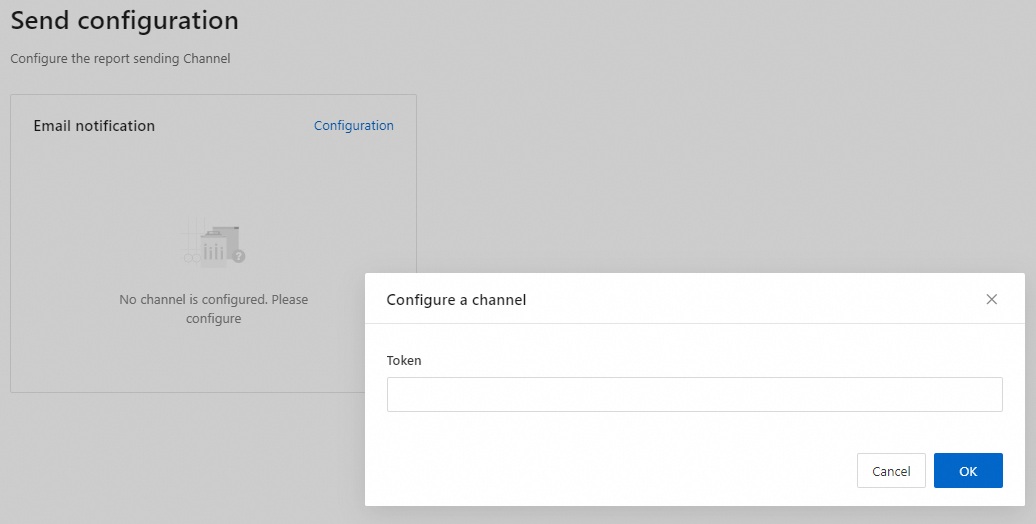 Send configuration
Configure the report sending Channel
Email notification
Configuration
No channel is configured. Please
configure
Configure a channel
Token
Cancel
OK